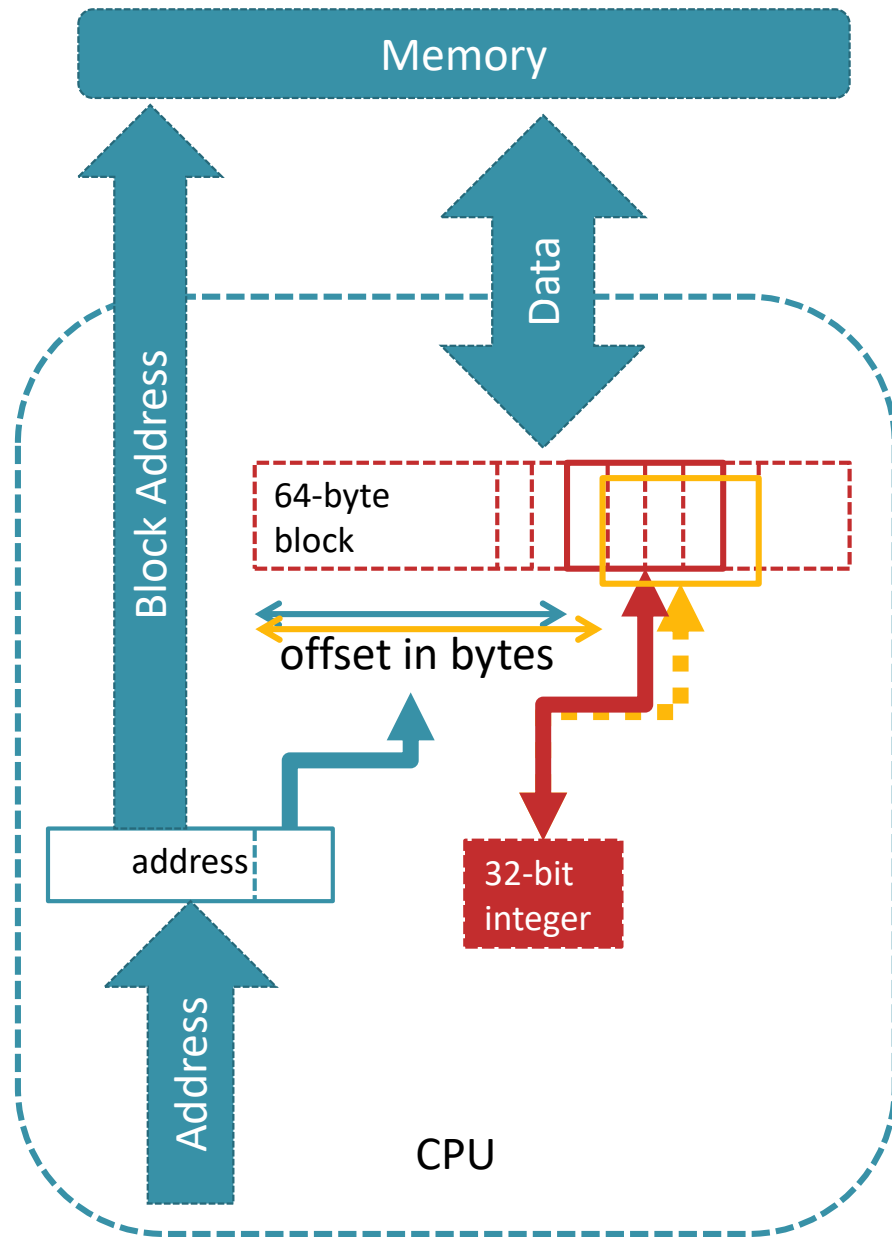 Memory
Data
Block Address
64-byte
block
offset in bytes
address
32-bit
integer
Address
CPU